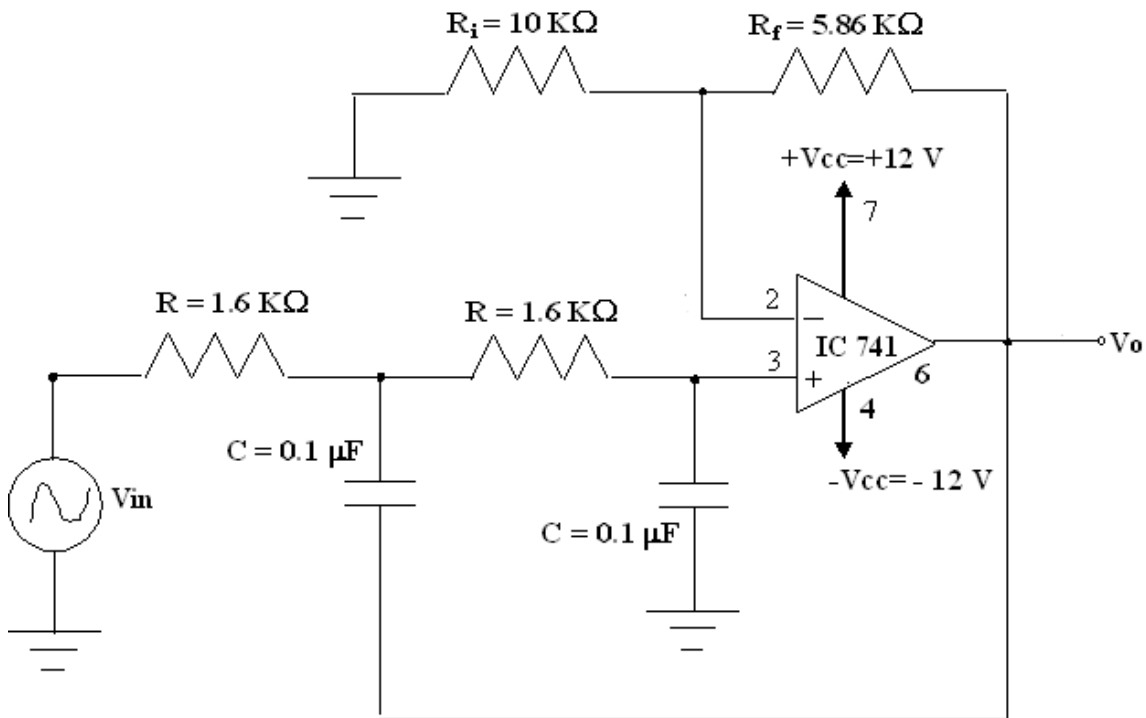 Rᵢ = 10 KΩ
R_f = 5.86 KΩ
+Vcc=+12 V
7
R = 1.6 KΩ
R = 1.6 KΩ
2
−
IC 741
Vo
3
+
6
4
C = 0.1 μF
-Vcc= - 12 V
Vin
C = 0.1 μF